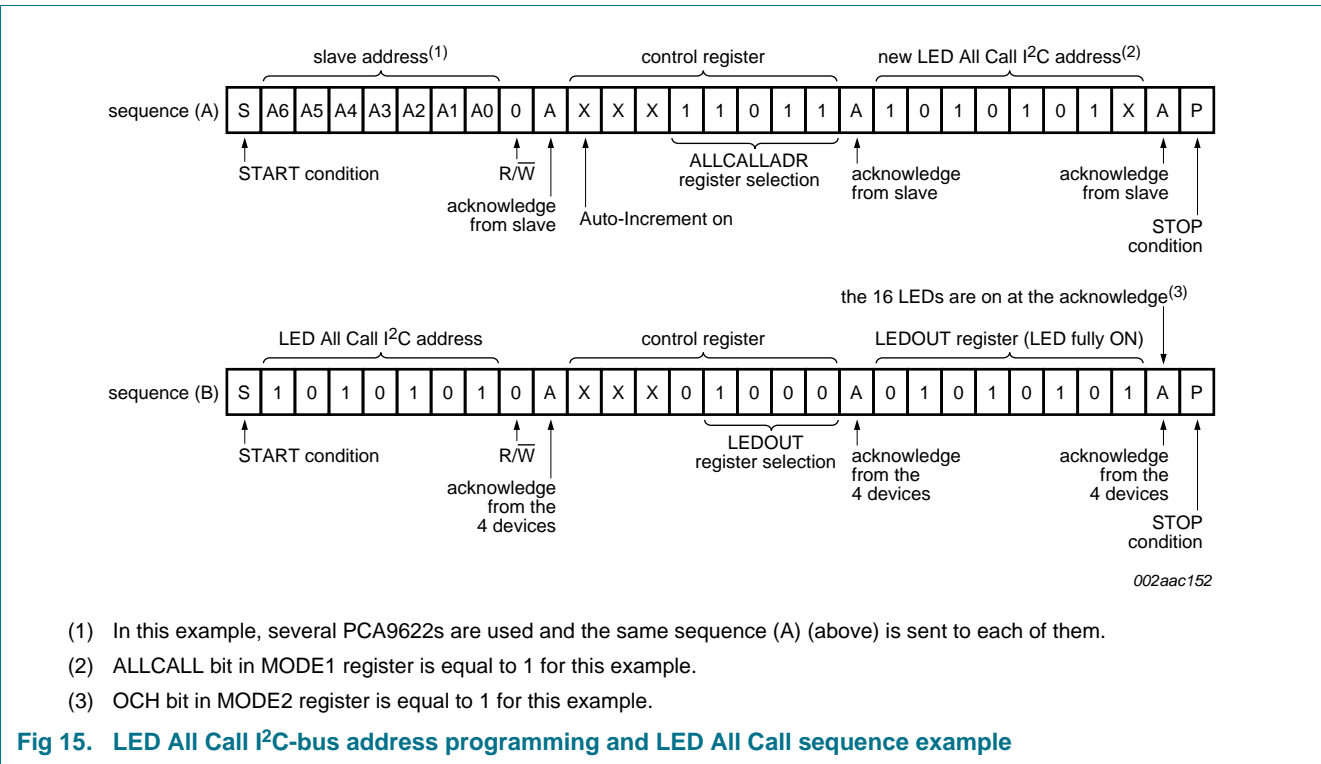 slave address(1) control register new LED All Call I2C address(2)
sequence (A) S A6 A5 A4 A3 A2 A1 A0 0 A X X X 1 1 0 1 1 A 1 0 1 0 1 0 1 X A P
START condition
R/W
acknowledge
from slave
Auto-Increment on
ALLCALLADR
register selection
acknowledge
from slave
acknowledge
from slave
STOP
condition
the 16 LEDs are on at the acknowledge(3)
LED All Call I2C address control register LEDOUT register (LED fully ON)
sequence (B) S 1 0 1 0 1 0 1 0 A X X X 0 1 0 0 0 A 0 1 0 1 0 1 0 1 A P
START condition
R/W
acknowledge
from the
4 devices
LEDOUT
register selection
acknowledge
from the
4 devices
acknowledge
from the
4 devices
STOP
condition
002aac152
(1) In this example, several PCA9622s are used and the same sequence (A) (above) is sent to each of them.
(2) ALLCALL bit in MODE1 register is equal to 1 for this example.
(3) OCH bit in MODE2 register is equal to 1 for this example.
Fig 15. LED All Call I2C-bus address programming and LED All Call sequence example